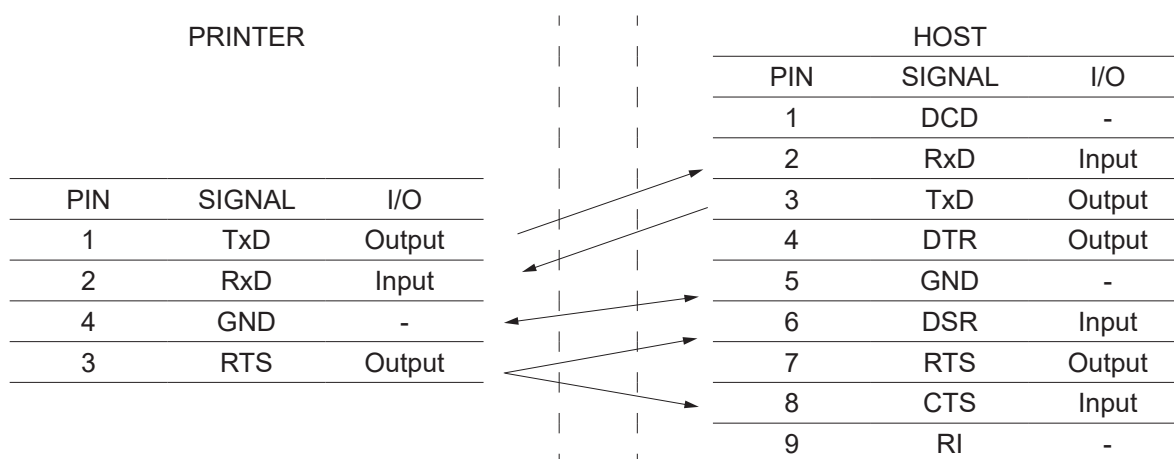 PRINTER
PIN SIGNAL I/O
1 TxD Output
2 RxD Input
4 GND -
3 RTS Output
HOST
PIN SIGNAL I/O
1 DCD -
2 RxD Input
3 TxD Output
4 DTR Output
5 GND -
6 DSR Input
7 RTS Output
8 CTS Input
9 RI -